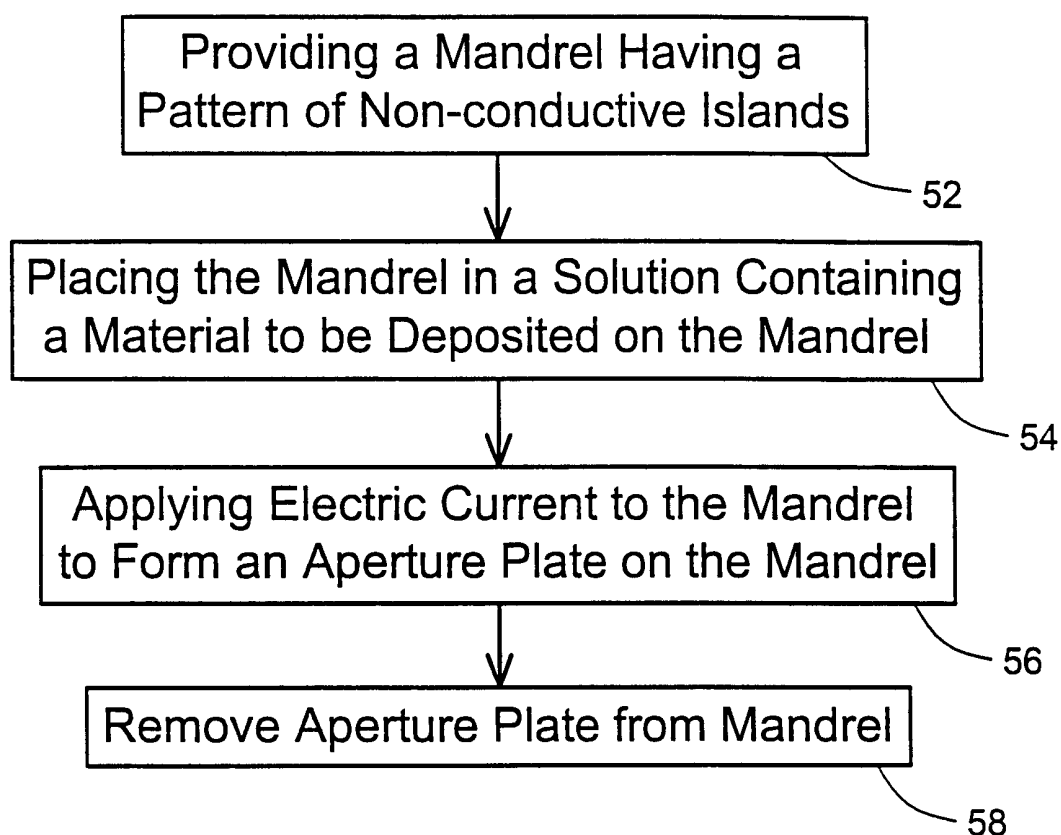 Providing a Mandrel Having a
Pattern of Non-conductive Islands
52
Placing the Mandrel in a Solution Containing
a Material to be Deposited on the Mandrel
54
Applying Electric Current to the Mandrel
to Form an Aperture Plate on the Mandrel
56
Remove Aperture Plate from Mandrel
58